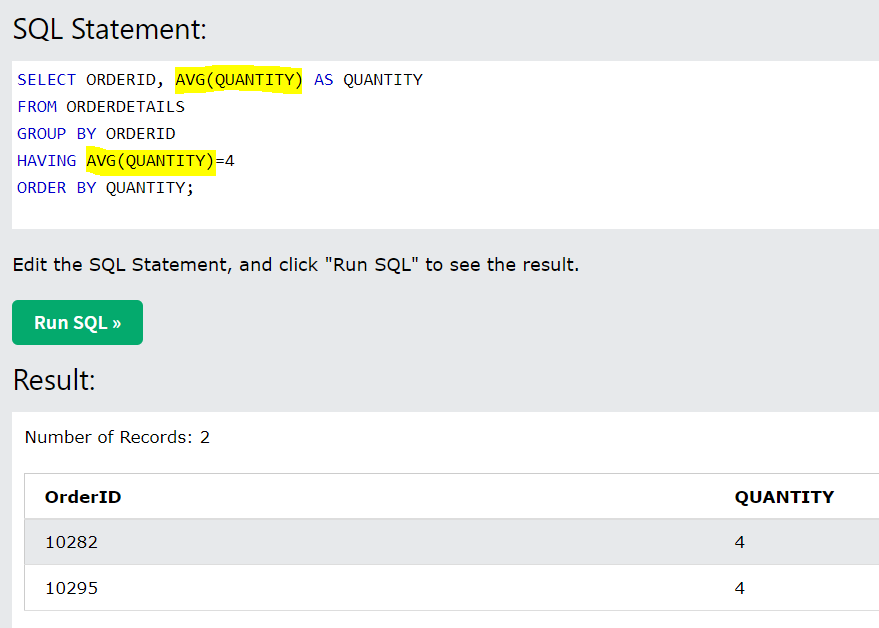 SQL Statement:
SELECT ORDERID, AVG(QUANTITY) AS QUANTITY
FROM ORDERDETAILS
GROUP BY ORDERID
HAVING AVG(QUANTITY)=4
ORDER BY QUANTITY;
Edit the SQL Statement, and click "Run SQL" to see the result.
Run SQL »
Result:
Number of Records: 2
OrderID QUANTITY
10282 4
10295 4